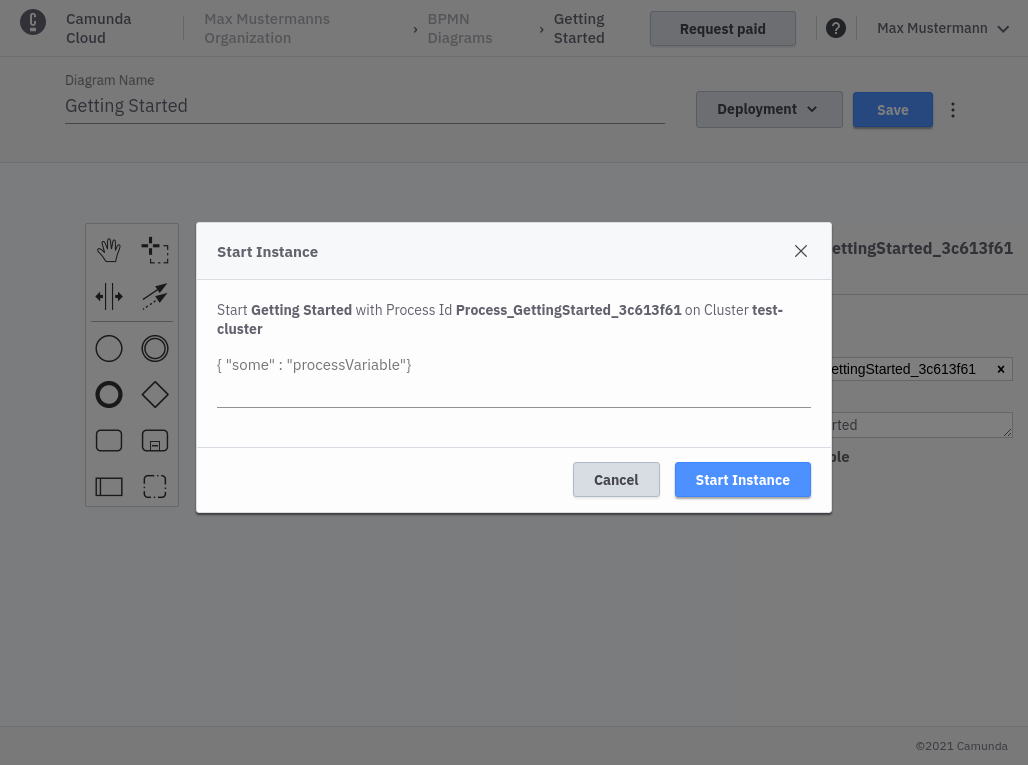 Camunda
Cloud
Max Mustermanns
Organization
›
BPMN
Diagrams
›
Getting
Started
Request paid
?
Max Mustermann
Diagram Name
Getting Started
Deployment
Save
Start Instance
ettingStarted_3c613f61
Start Getting Started with Process Id Process_GettingStarted_3c613f61 on Cluster test-
cluster
{ "some" : "processVariable"}
ettingStarted_3c613f61 ×
rted
ble
Cancel
Start Instance
©2021 Camunda